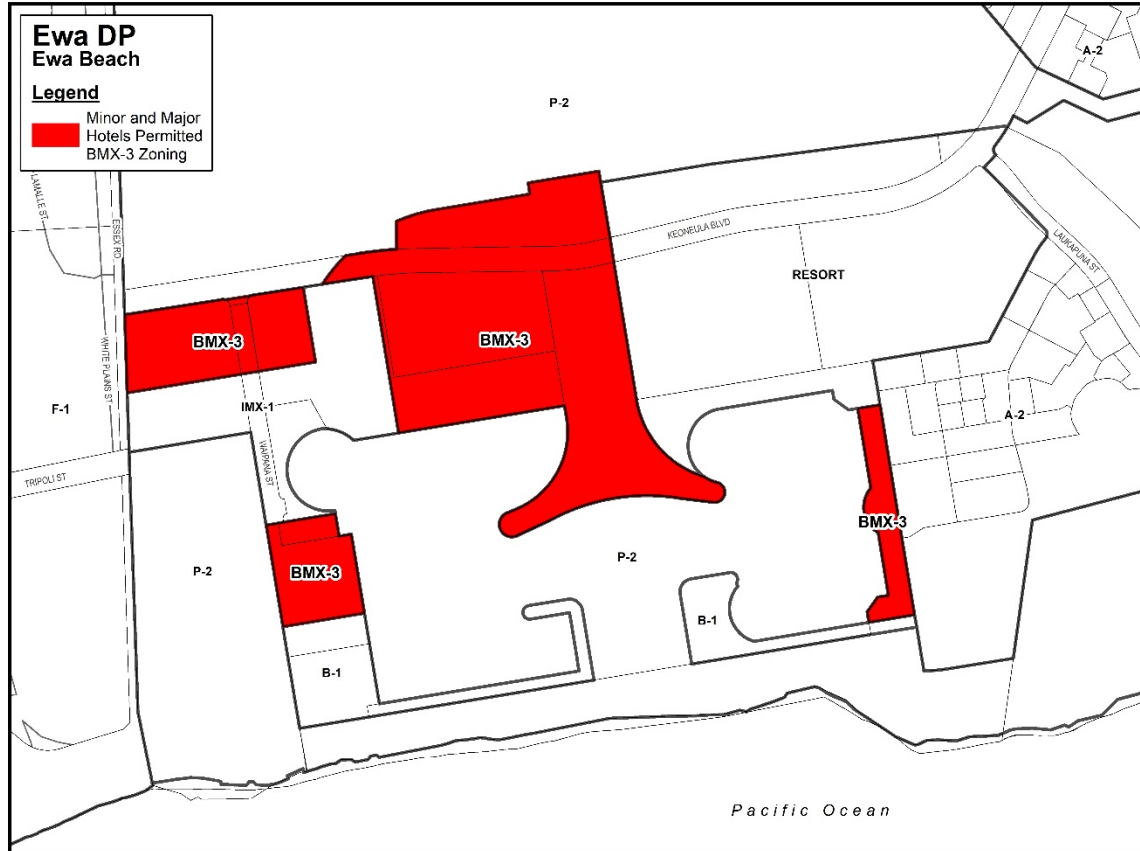 Ewa DP
Ewa Beach
Legend
Minor and Major
Hotels Permitted
BMX-3 Zoning
A-2
P-2
LAMALLE ST
ESSEX RD
KEONEULA BLVD
LAUKAPUNA ST
RESORT
BMX-3
BMX-3
WHITE PLAINS ST
F-1
IMX-1
A-2
WAIPANA ST
TRIPOLI ST
BMX-3
P-2
BMX-3
P-2
B-1
B-1
Pacific Ocean